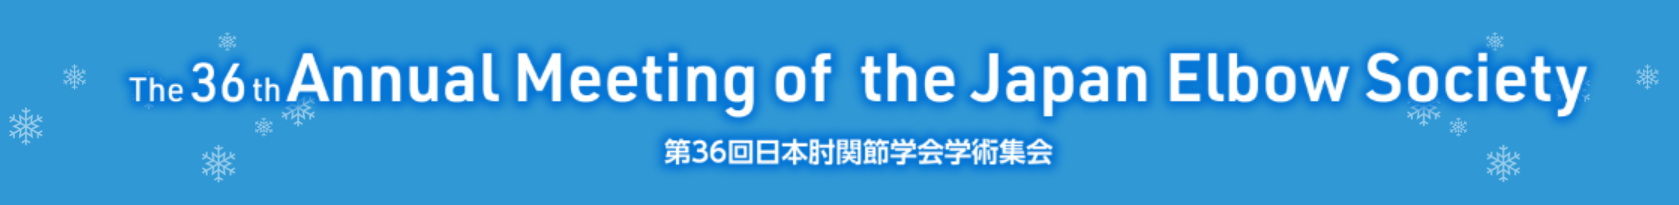 The 36th Annual Meeting of the Japan Elbow Society
第36回日本肘関節学会学術集会